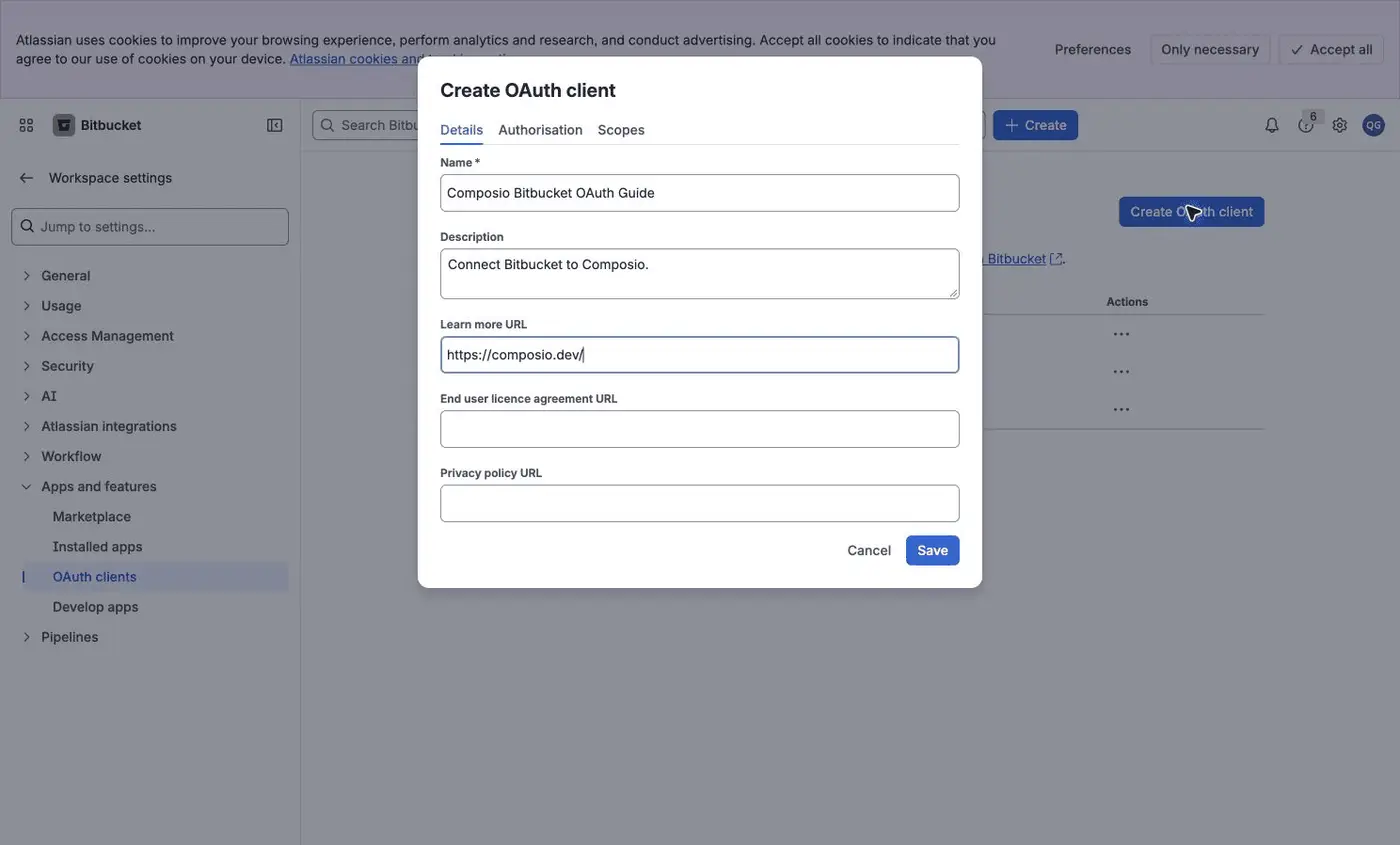 Atlassian uses cookies to improve your browsing experience, perform analytics and research, and conduct advertising. Accept all cookies to indicate that you
agree to our use of cookies on your device. Atlassian cookies and
Preferences
Only necessary
Accept all
Bitbucket
Search Bitbu
Create
6
QG
Workspace settings
Jump to settings...
General
Usage
Access Management
Security
AI
Atlassian integrations
Workflow
Apps and features
Marketplace
Installed apps
OAuth clients
Develop apps
Pipelines
Create OAuth client
Bitbucket
Actions
Create OAuth client
Details
Authorisation
Scopes
Name *
Composio Bitbucket OAuth Guide
Description
Connect Bitbucket to Composio.
Learn more URL
https://composio.dev/
End user licence agreement URL
Privacy policy URL
Cancel
Save